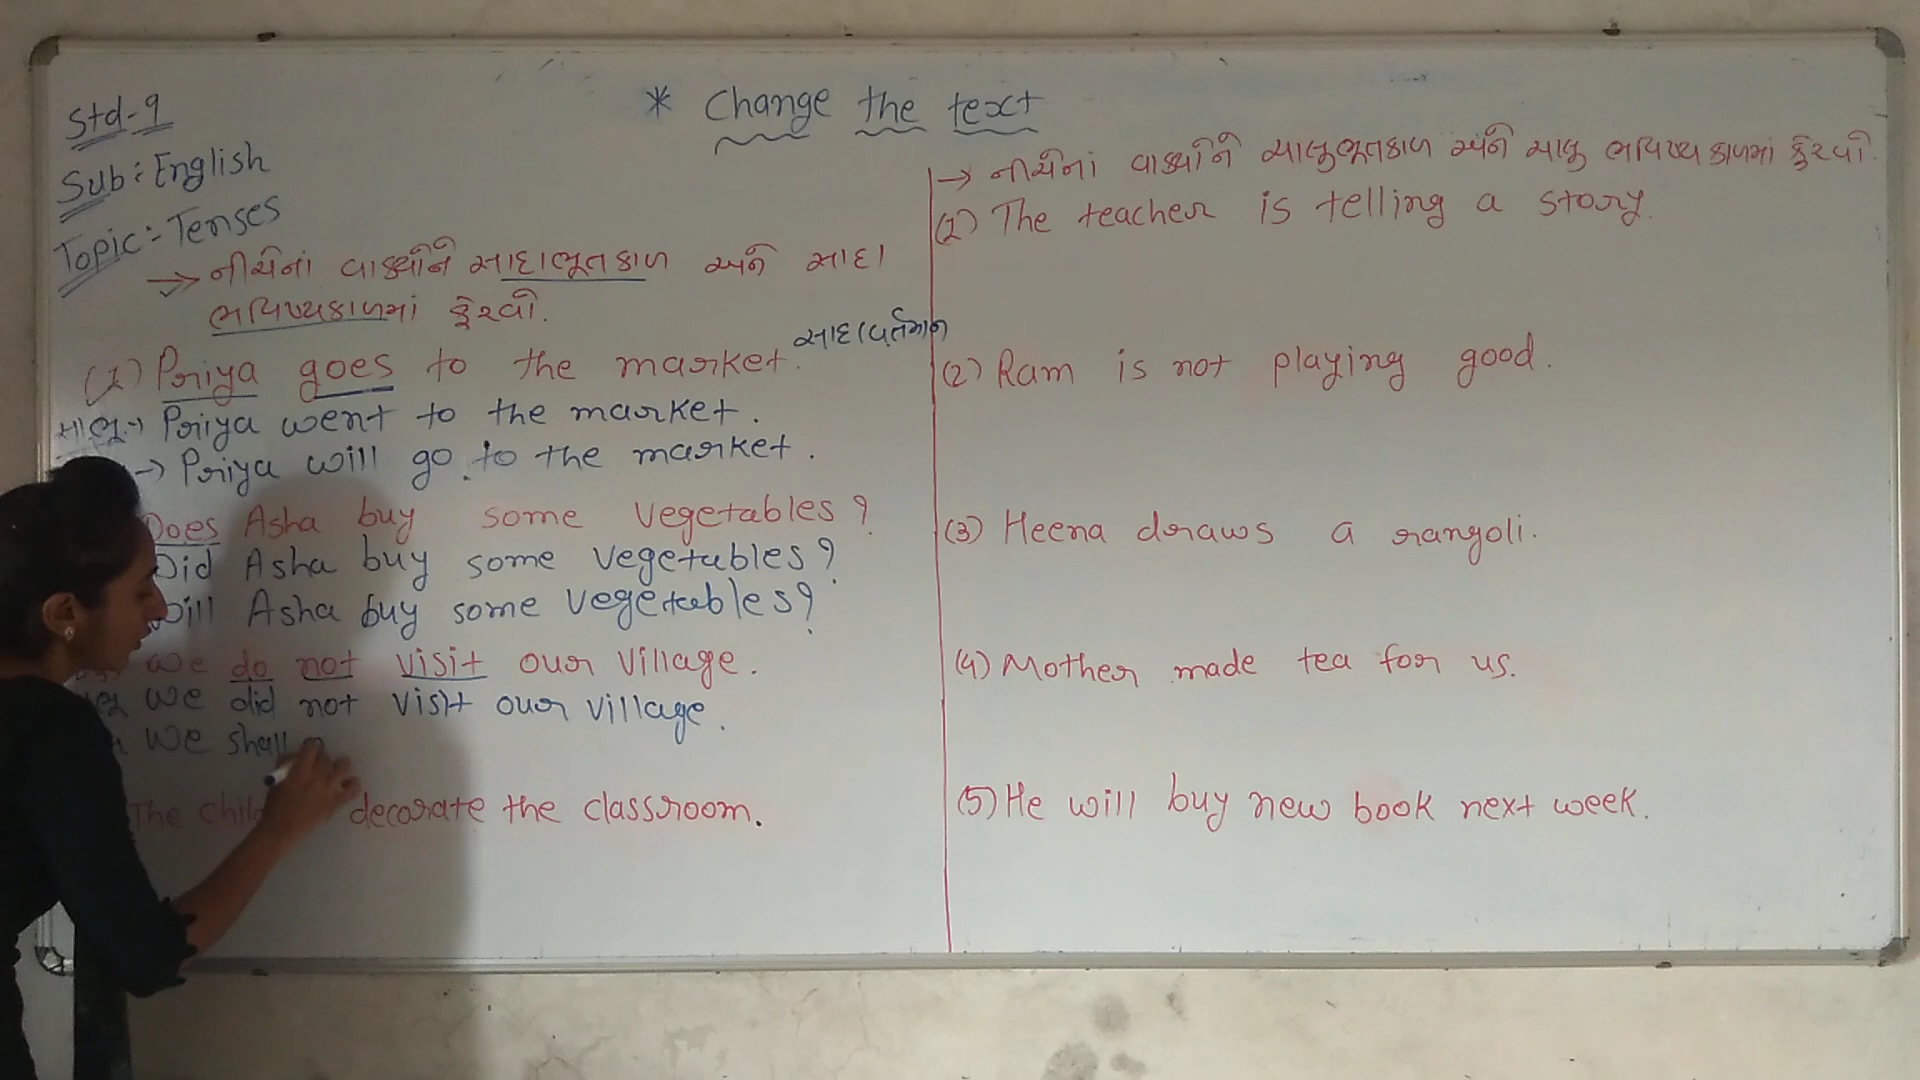 * Change the text
Std-9
Sub: English
Topic:- Tenses
→ નીચેનાં વાક્યોને સાદાભૂતકાળ અને સાદા
ભવિષ્યકાળમાં ફેરવો.
સાદાવર્તમાન
(1) Priya goes to the market.
સા.ભૂ.→ Priya went to the market.
→ Priya will go to the market.
Does Asha buy some vegetables?
Did Asha buy some vegetables?
Will Asha buy some vegetables?
We do not visit our village.
We did not visit our village.
We shall
The decorate the classroom.
→ નીચેનાં વાક્યોને ચાલુભૂતકાળ અને ચાલુ ભવિષ્યકાળમાં ફેરવો.
(1) The teacher is telling a story.
(2) Ram is not playing good.
(3) Heena draws a rangoli.
(4) Mother made tea for us.
(5) He will buy new book next week.